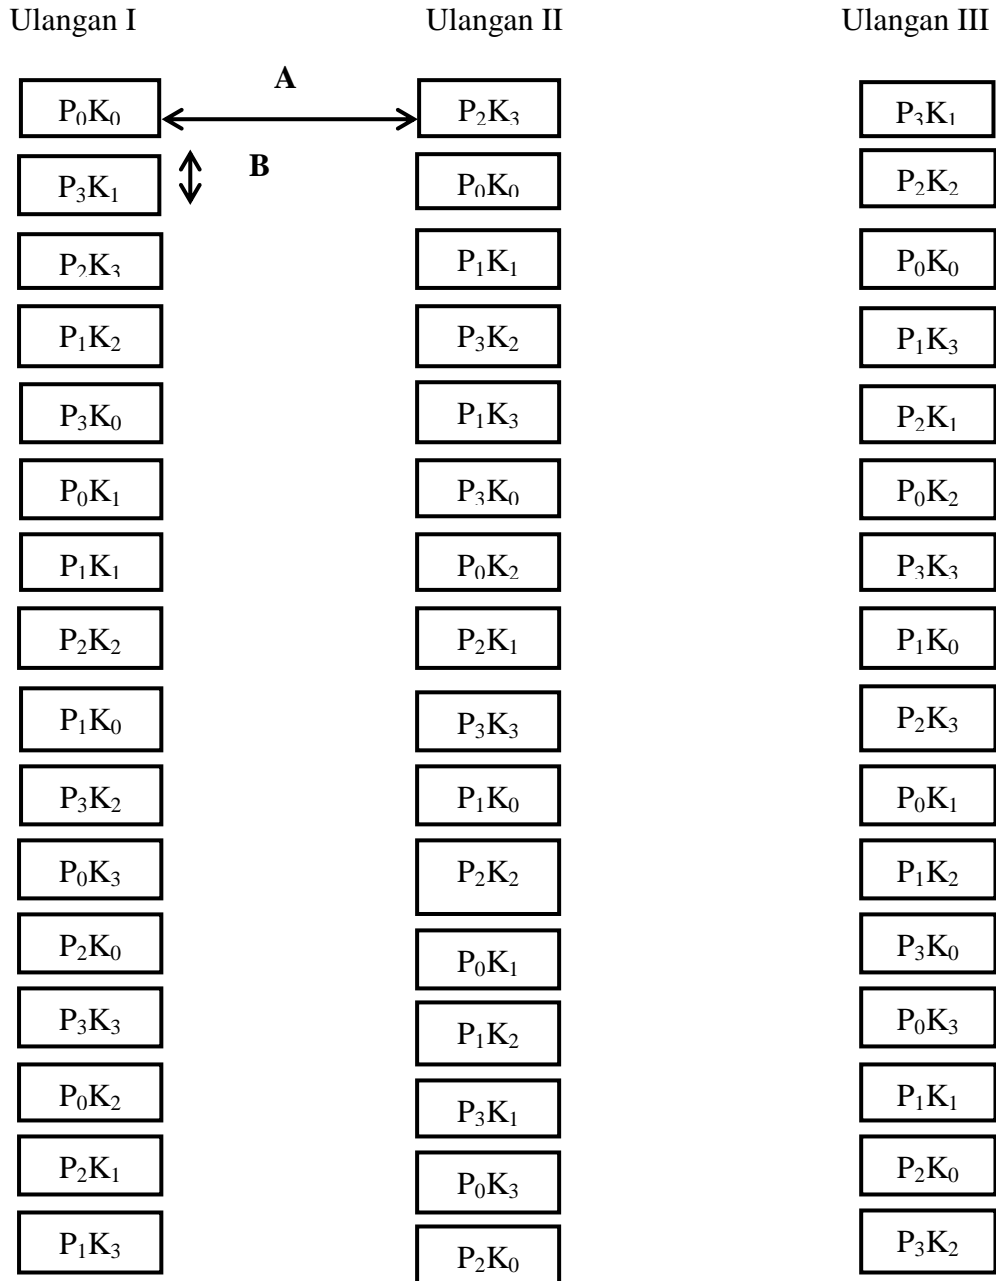 Ulangan I Ulangan II Ulangan III
A
P₀K₀ P₂K₃ P₃K₁
B
P₃K₁ P₀K₀ P₂K₂
P₂K₃ P₁K₁ P₀K₀
P₁K₂ P₃K₂ P₁K₃
P₃K₀ P₁K₃ P₂K₁
P₀K₁ P₃K₀ P₀K₂
P₁K₁ P₀K₂ P₃K₃
P₂K₂ P₂K₁ P₁K₀
P₁K₀ P₃K₃ P₂K₃
P₃K₂ P₁K₀ P₀K₁
P₀K₃ P₂K₂ P₁K₂
P₂K₀ P₀K₁ P₃K₀
P₃K₃ P₁K₂ P₀K₃
P₀K₂ P₃K₁ P₁K₁
P₂K₁ P₀K₃ P₂K₀
P₁K₃ P₂K₀ P₃K₂